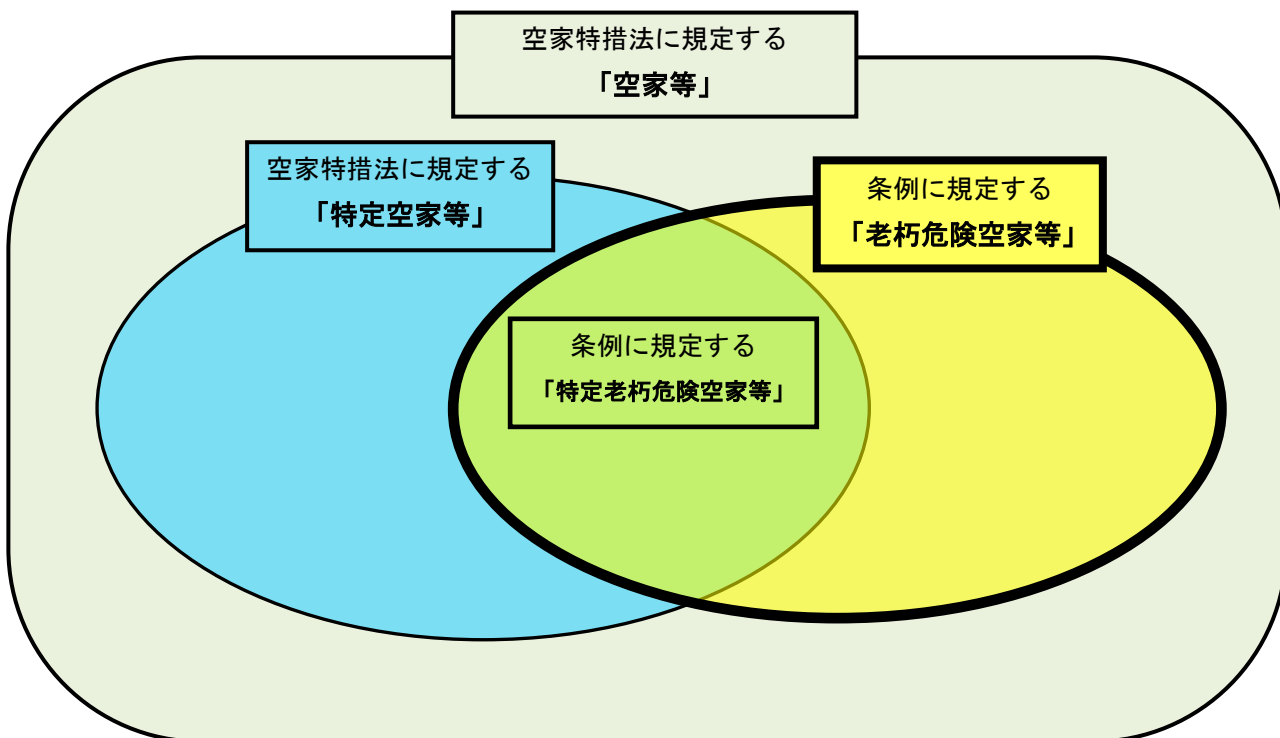 空家特措法に規定する
「空家等」
空家特措法に規定する
「特定空家等」
条例に規定する
「老朽危険空家等」
条例に規定する
「特定老朽危険空家等」